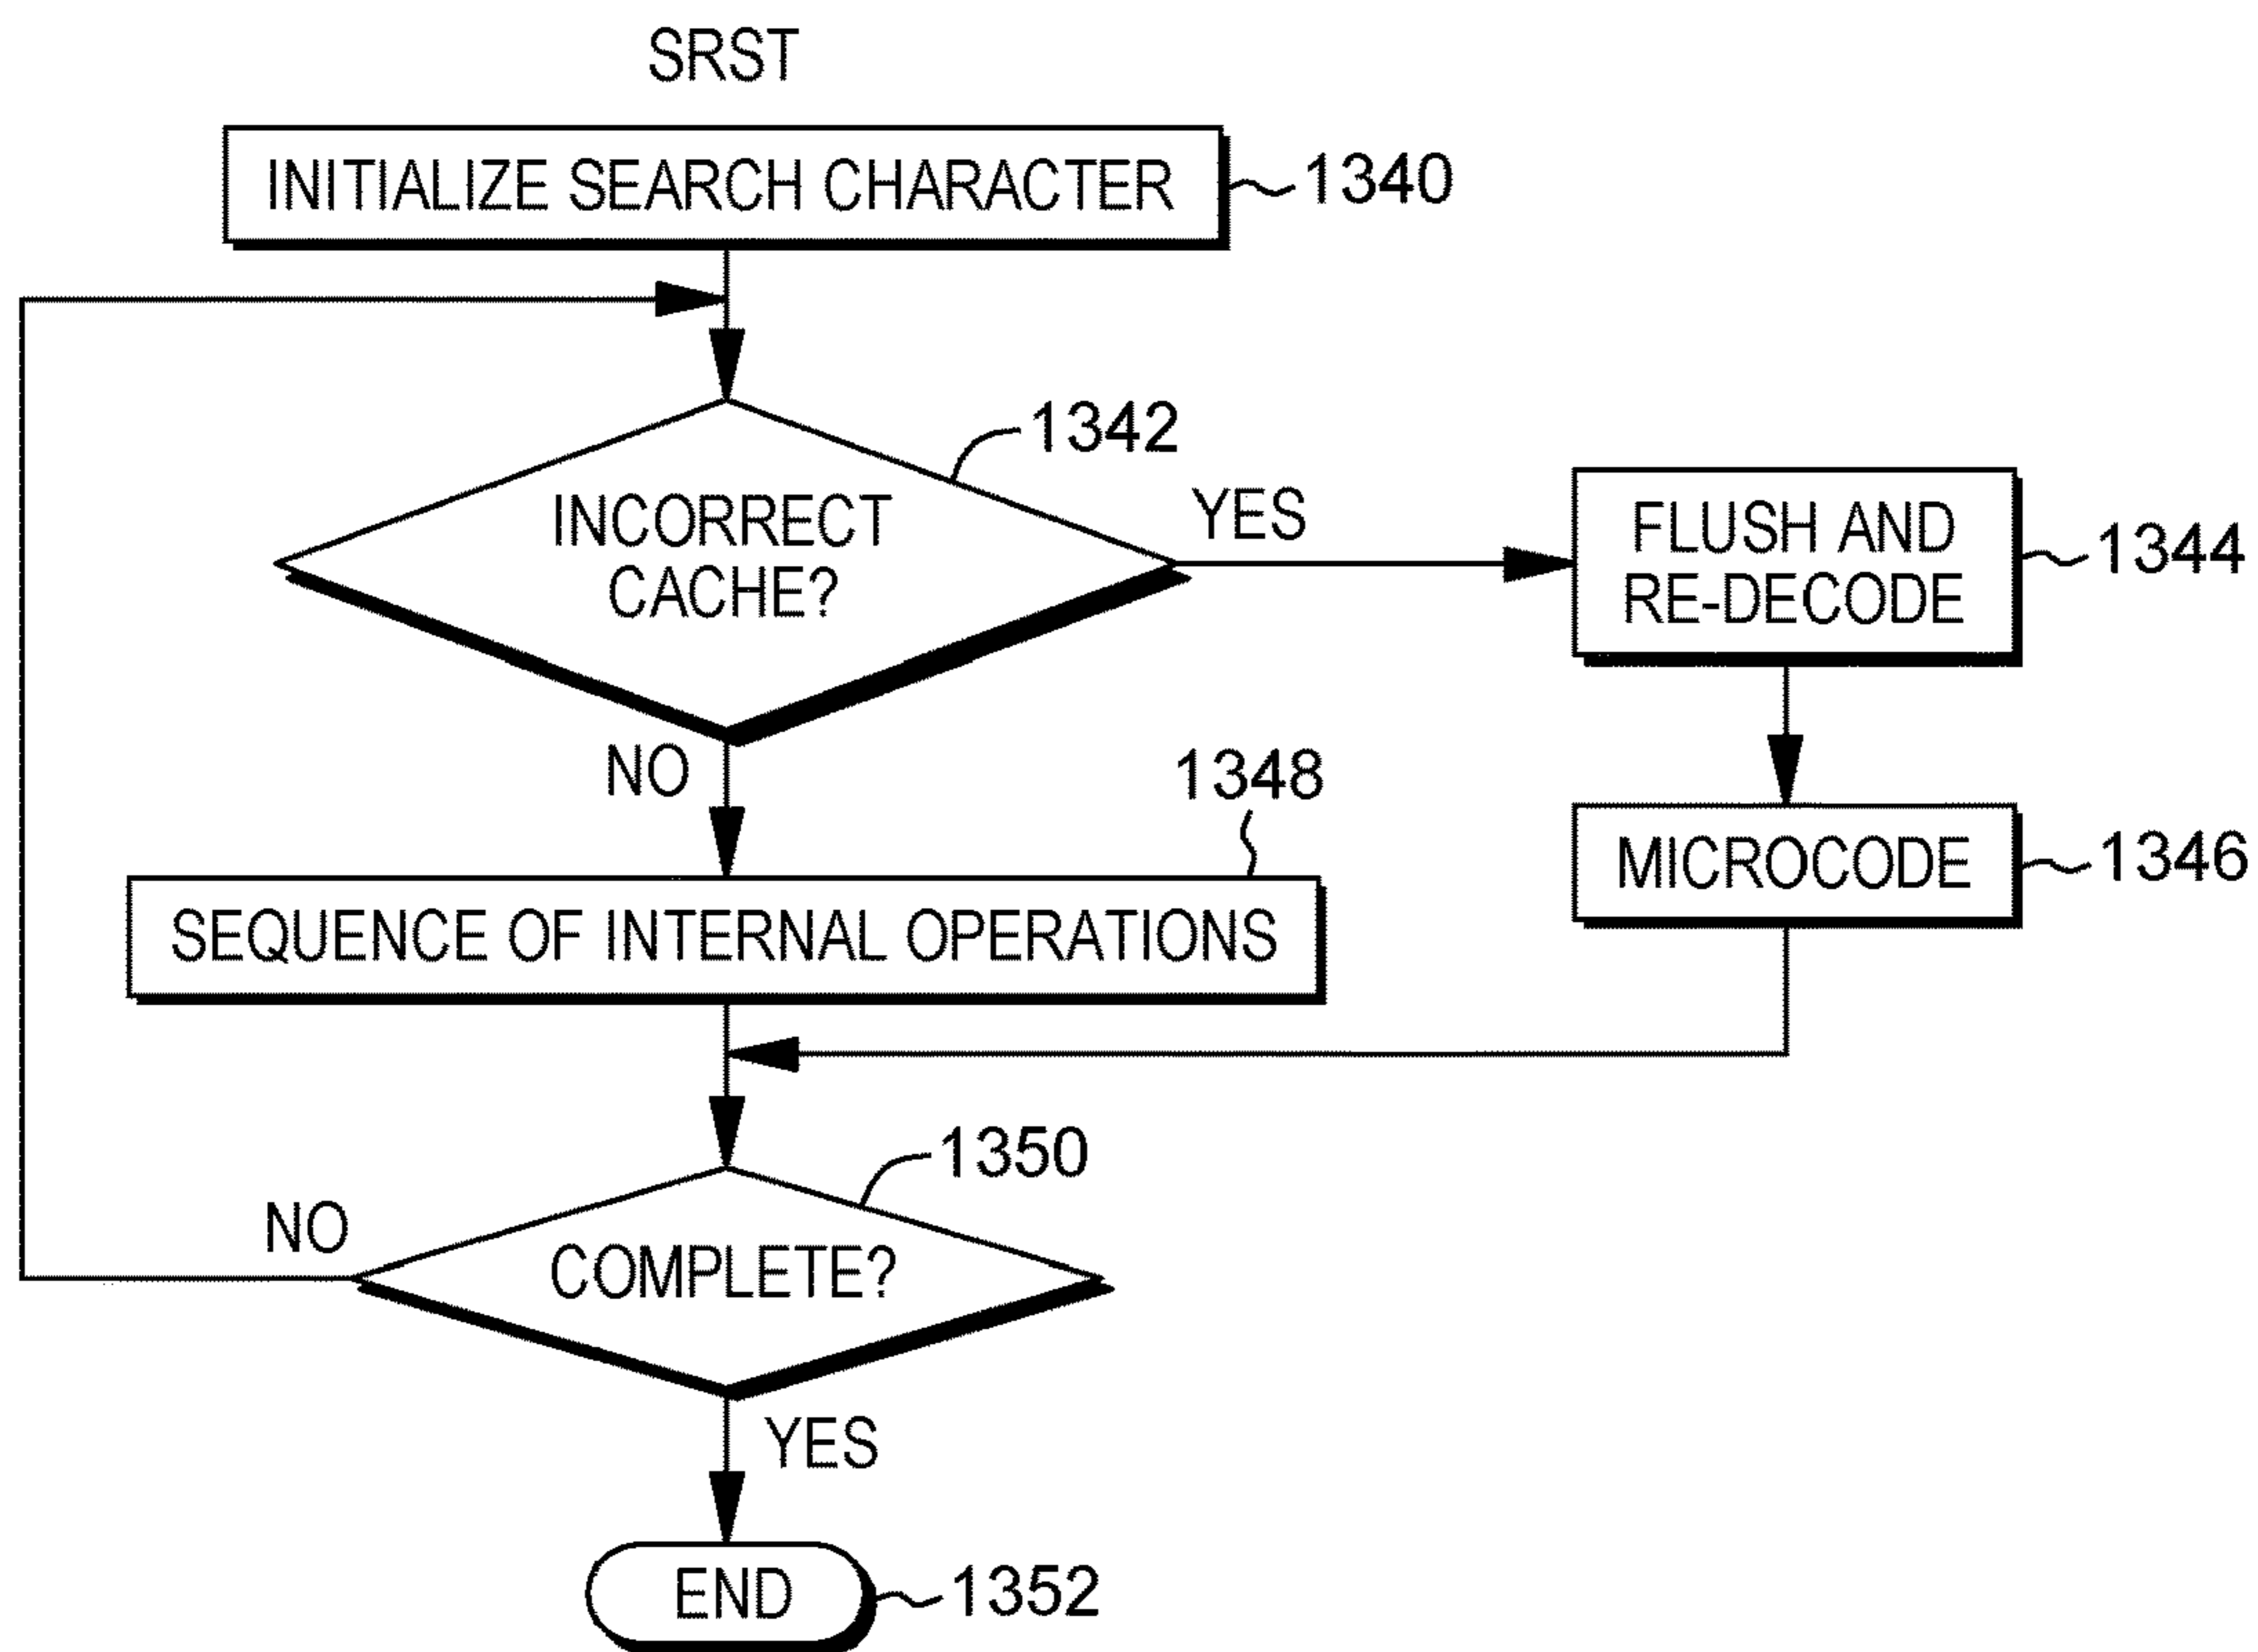 SRST
INITIALIZE SEARCH CHARACTER
1340
1342
INCORRECT
CACHE?
YES
FLUSH AND
RE-DECODE
1344
NO
1348
MICROCODE
1346
SEQUENCE OF INTERNAL OPERATIONS
1350
NO
COMPLETE?
YES
END
1352